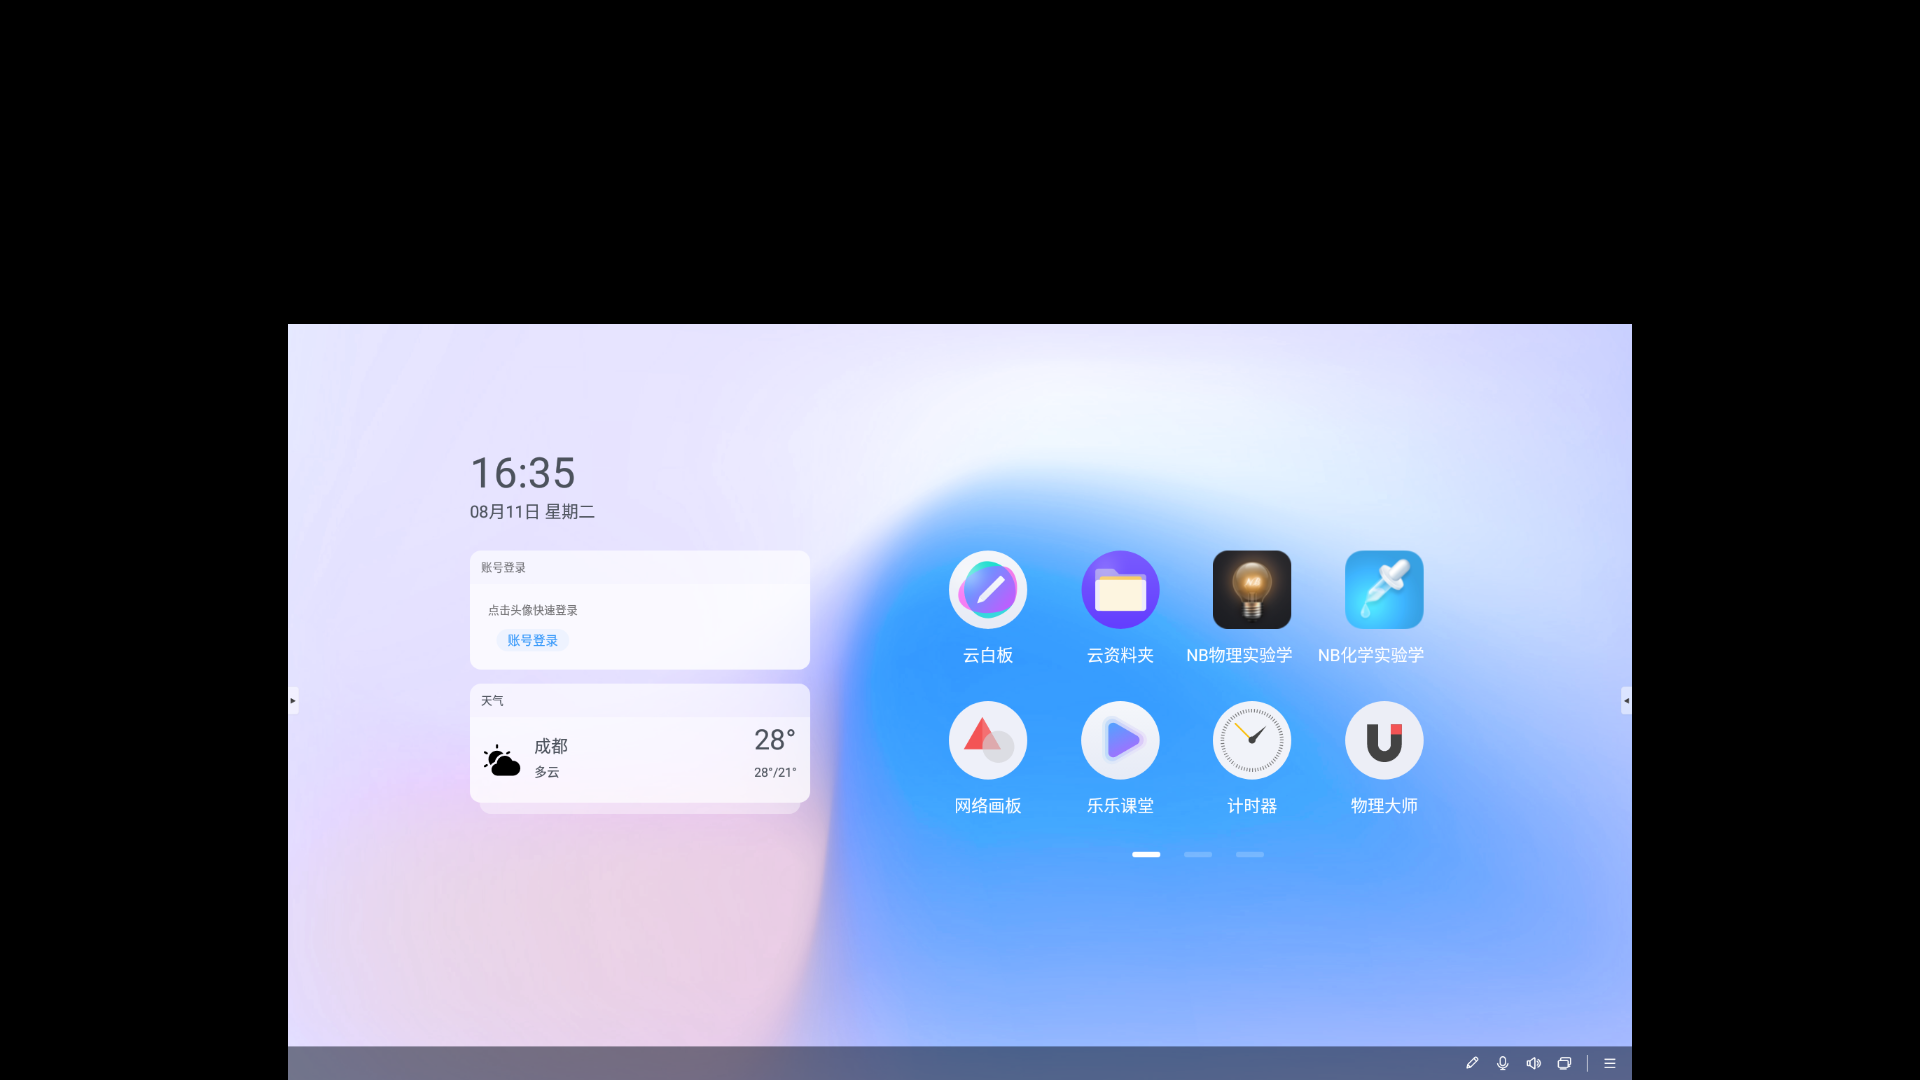 16:35
08月11日 星期二
账号登录
点击头像快速登录
账号登录
天气
成都
28°
多云
28°/21°
云白板
云资料夹
NB物理实验学
NB化学实验学
网络画板
乐乐课堂
计时器
物理大师